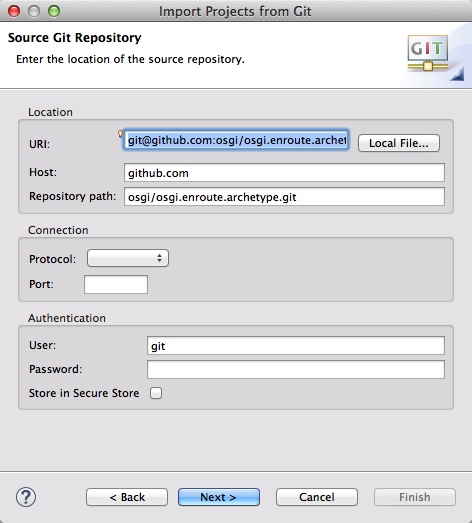 Import Projects from Git
Source Git Repository
Enter the location of the source repository.
GIT
Location
URI: git@github.com:osgi/osgi.enroute.archet Local File...
Host: github.com
Repository path: osgi/osgi.enroute.archetype.git
Connection
Protocol:
Port:
Authentication
User: git
Password:
Store in Secure Store
? < Back Next > Cancel Finish